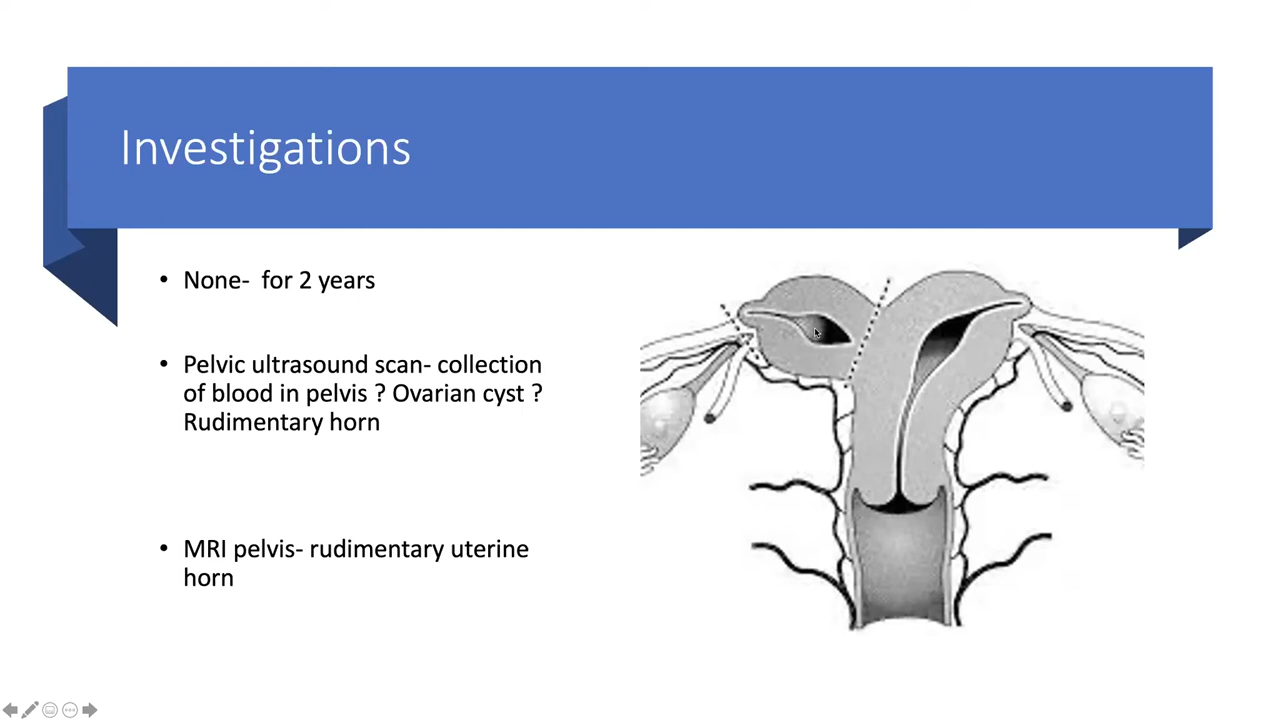 Investigations
• None-  for 2 years
• Pelvic ultrasound scan- collection
of blood in pelvis ? Ovarian cyst ?
Rudimentary horn
• MRI pelvis- rudimentary uterine
horn